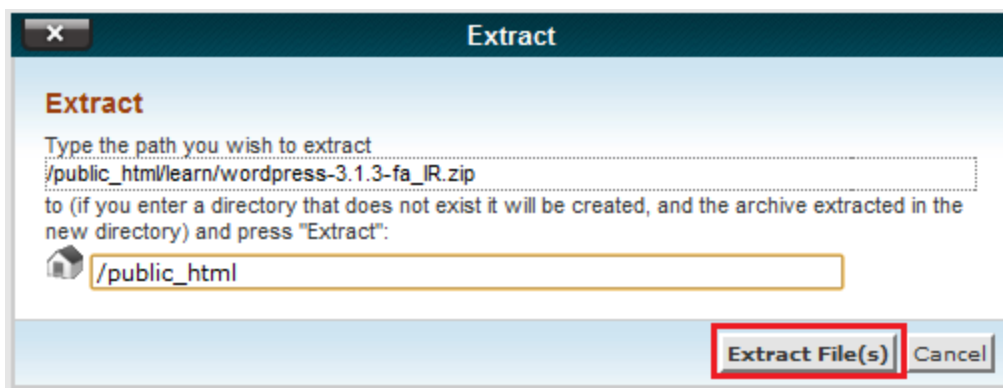 Extract
Extract
Type the path you wish to extract
/public_html/learn/wordpress-3.1.3-fa_IR.zip
to (if you enter a directory that does not exist it will be created, and the archive extracted in the
new directory) and press "Extract":
/public_html
Extract File(s) Cancel